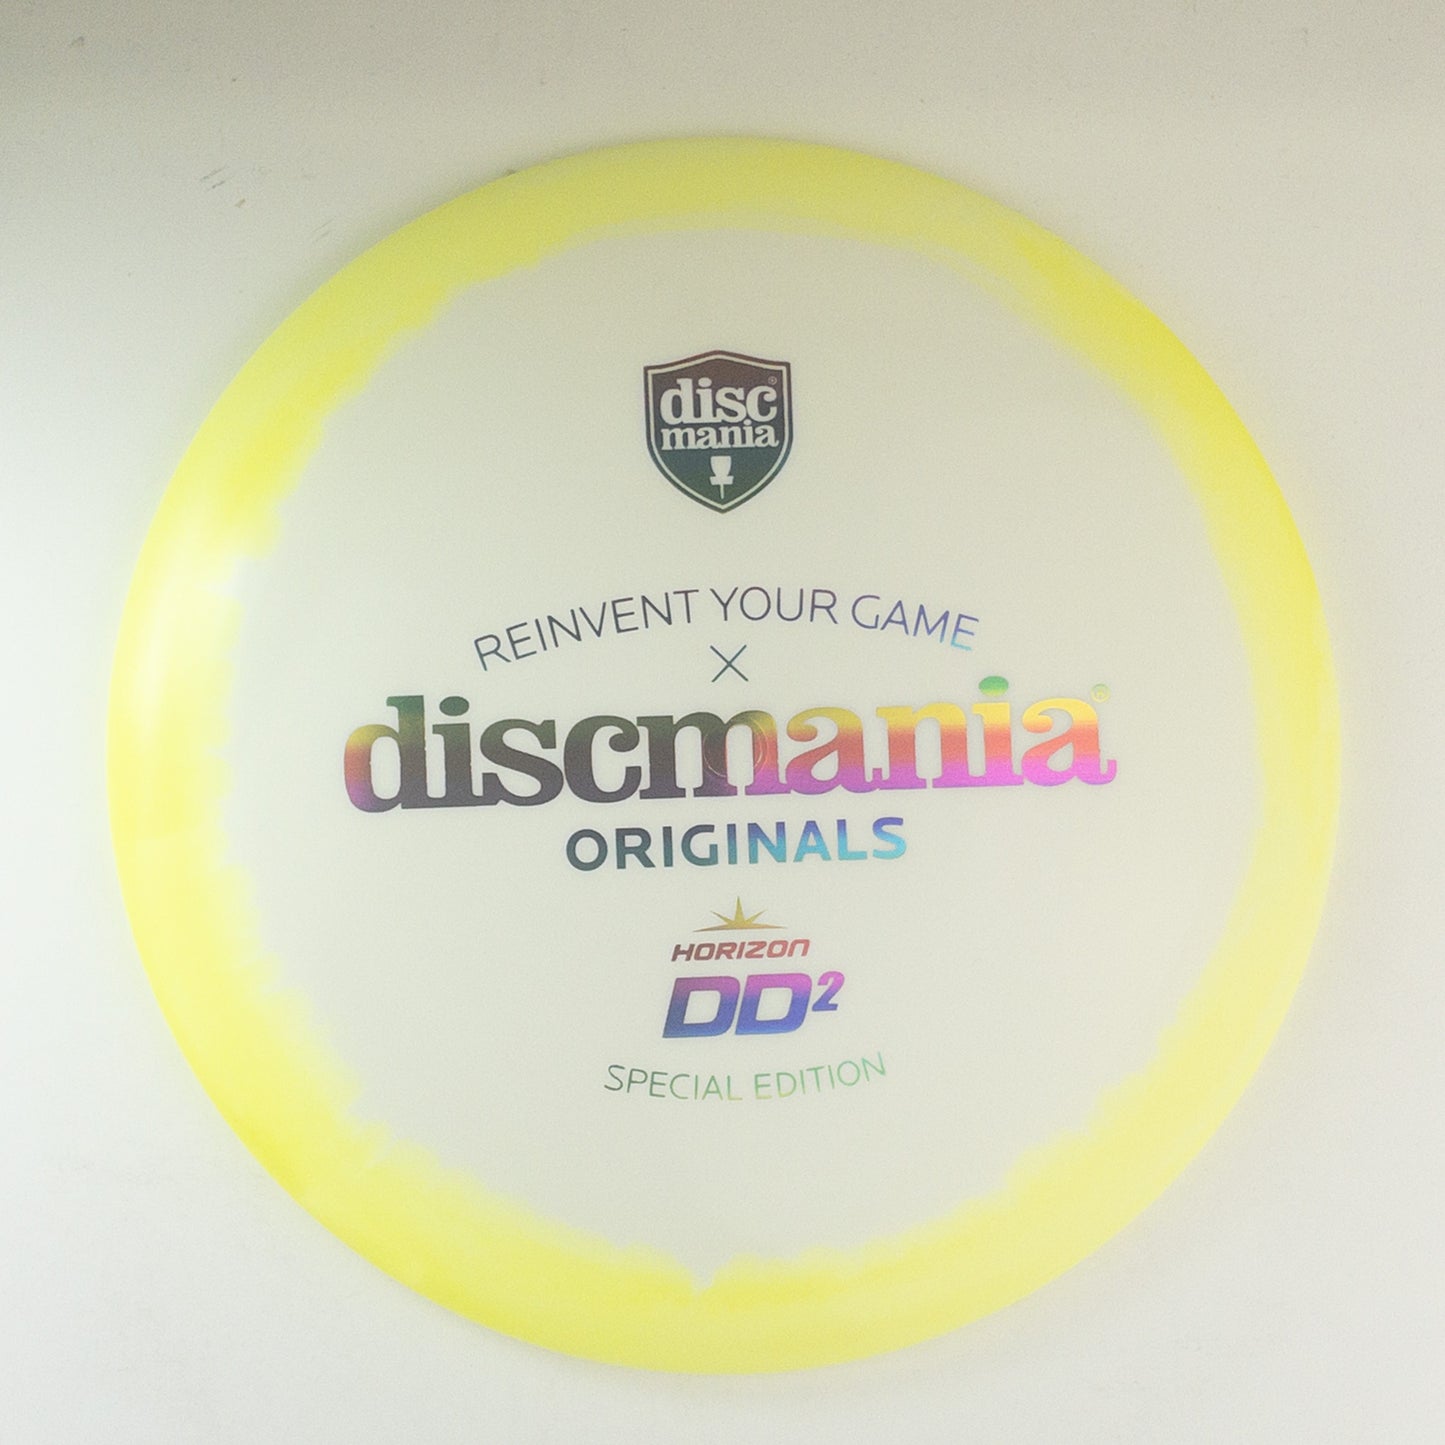 disc®
mania
REINVENT YOUR GAME
X
discmania®
ORIGINALS
HORIZON
DD²
SPECIAL EDITION